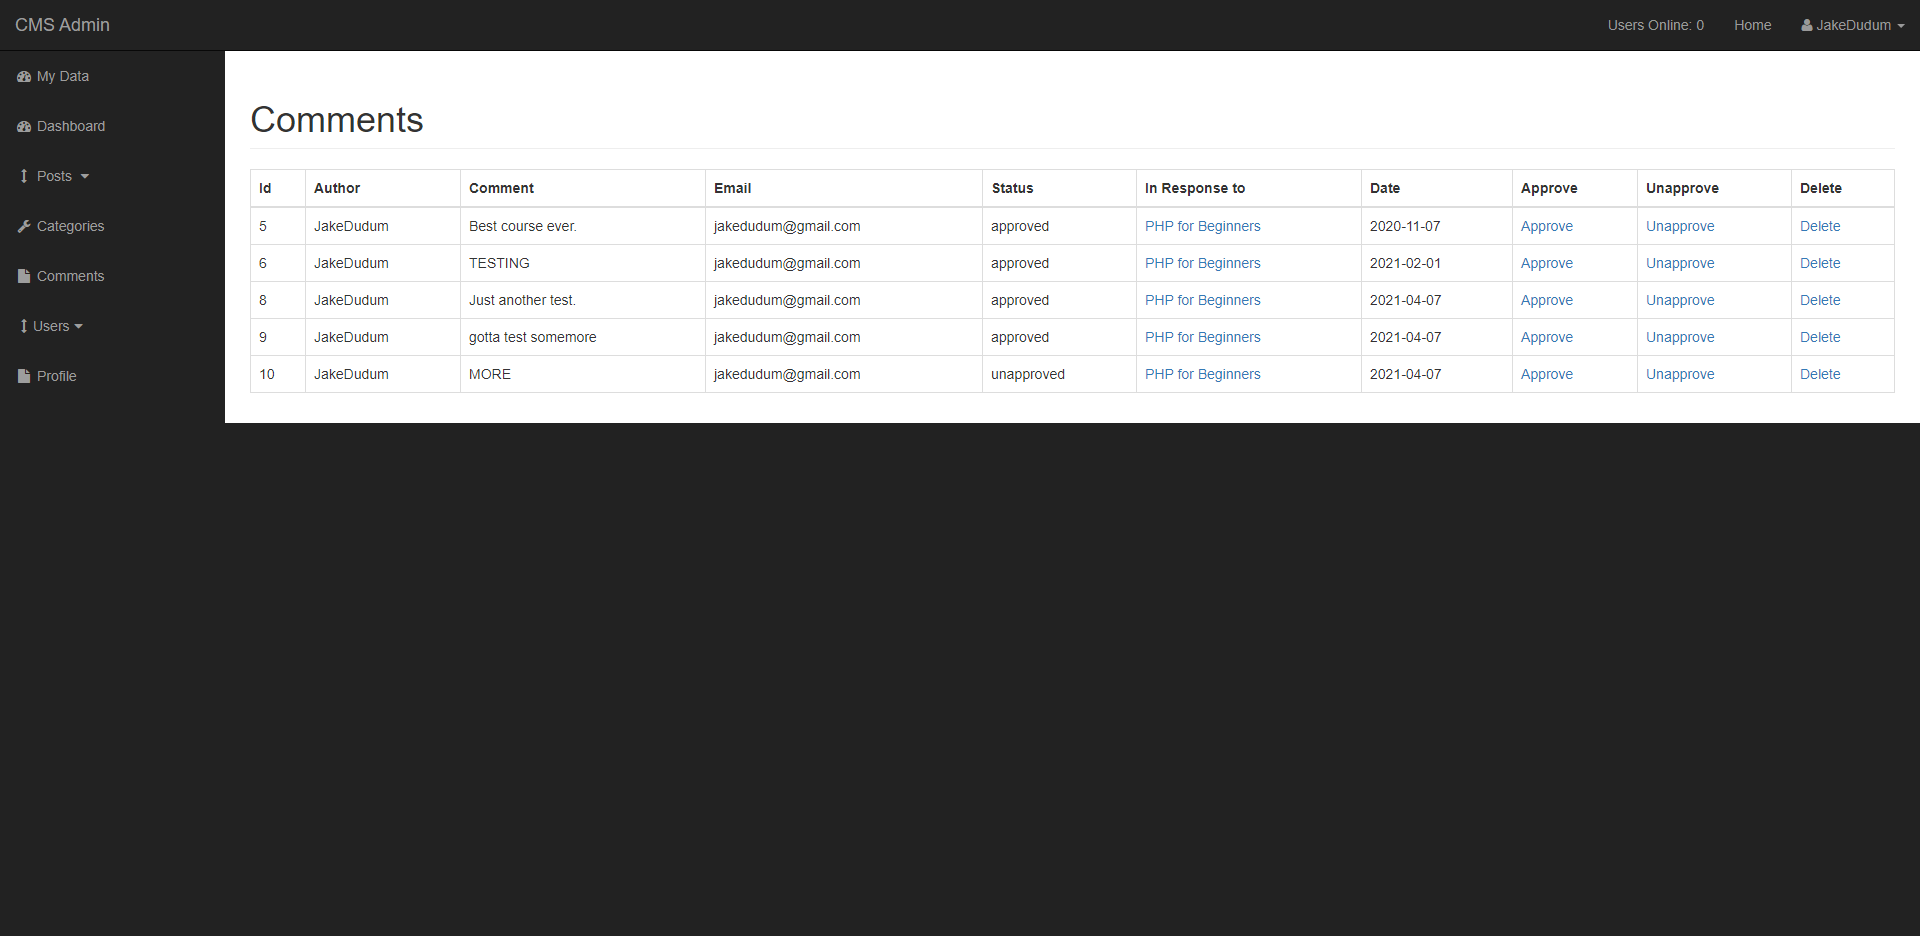 CMS Admin
Users Online: 0 Home JakeDudum
My Data
Dashboard
Posts
Categories
Comments
Users
Profile
Comments
Id Author Comment Email Status In Response to Date Approve Unapprove Delete
5 JakeDudum Best course ever. jakedudum@gmail.com approved PHP for Beginners 2020-11-07 Approve Unapprove Delete
6 JakeDudum TESTING jakedudum@gmail.com approved PHP for Beginners 2021-02-01 Approve Unapprove Delete
8 JakeDudum Just another test. jakedudum@gmail.com approved PHP for Beginners 2021-04-07 Approve Unapprove Delete
9 JakeDudum gotta test somemore jakedudum@gmail.com approved PHP for Beginners 2021-04-07 Approve Unapprove Delete
10 JakeDudum MORE jakedudum@gmail.com unapproved PHP for Beginners 2021-04-07 Approve Unapprove Delete